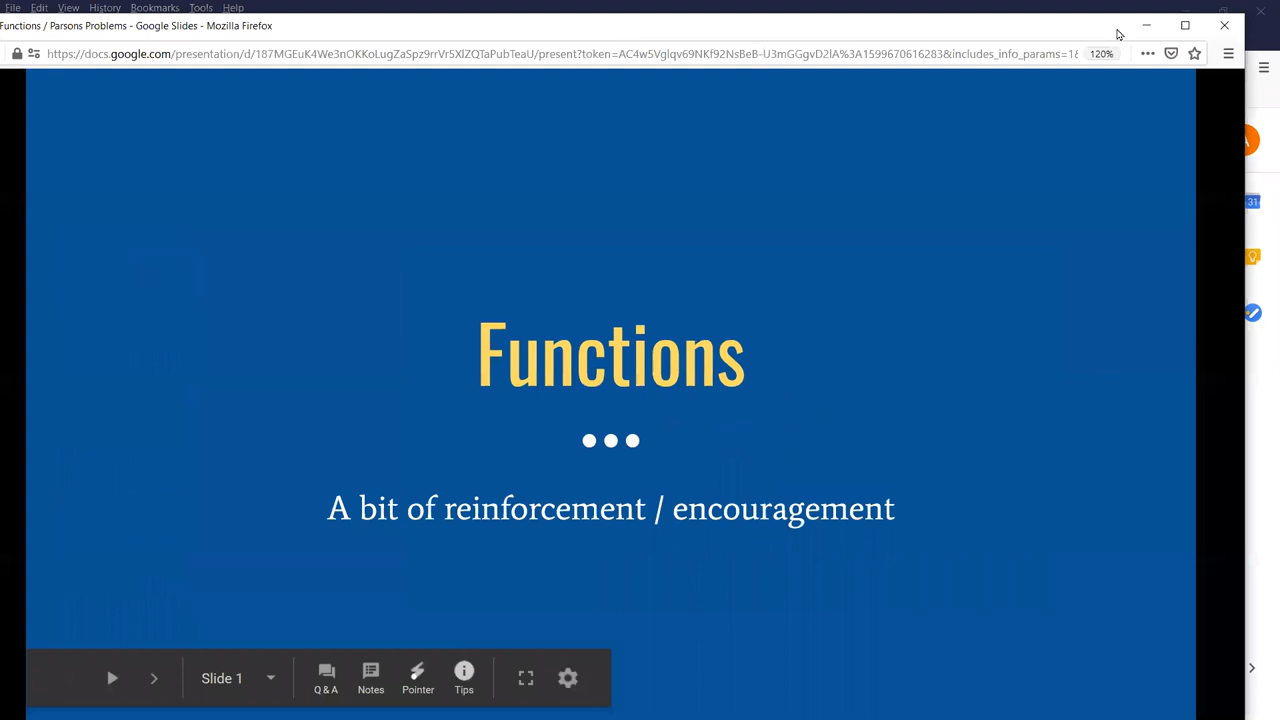 File Edit View History Bookmarks Tools Help
Functions / Parsons Problems - Google Slides - Mozilla Firefox
https://docs.google.com/presentation/d/187MGEuK4We3nOKKoLugZaSpz9rrVr5XlZQTaPubTeaU/present?token=AC4w5Vglqv69NKf92NsBeB-U3mGGgvD2lA%3A1599670616283&includes_info_params=1& 120%
31
Functions
A bit of reinforcement / encouragement
Slide 1
Q & A Notes Pointer Tips